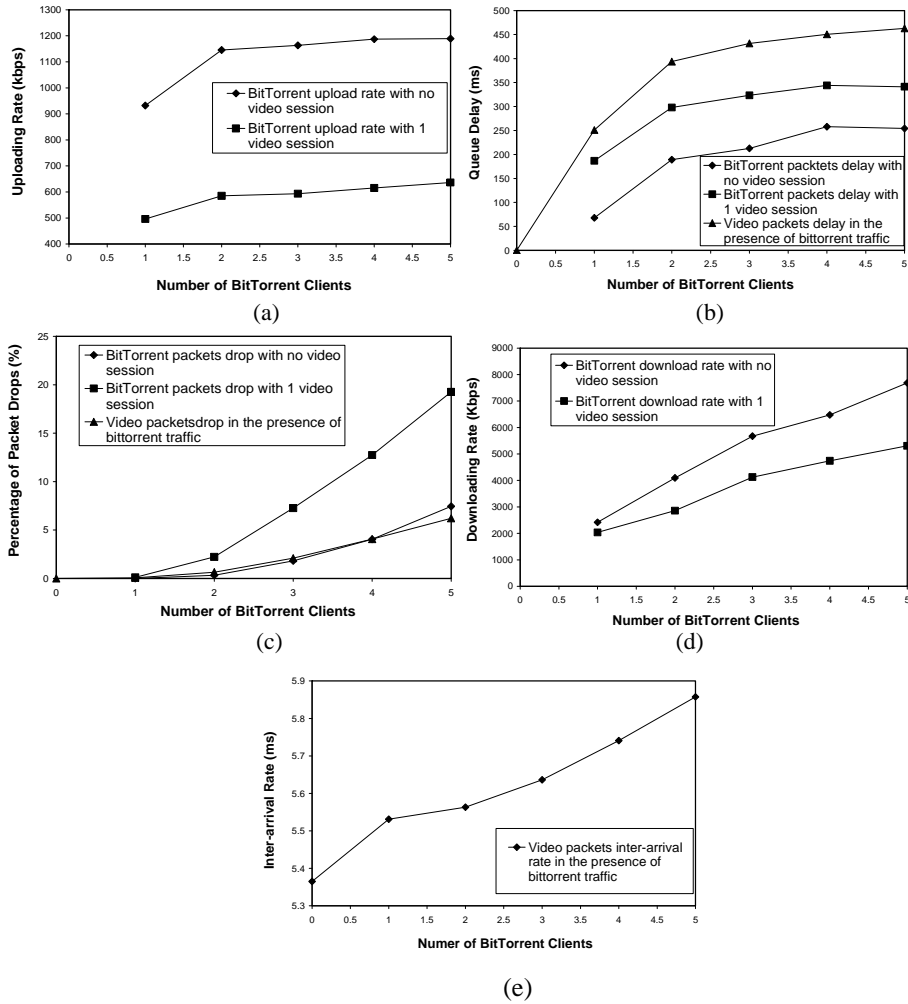 1300
1200
1100
1000
900
800
700
600
500
400
0 0.5 1 1.5 2 2.5 3 3.5 4 4.5 5
Number of BitTorrent Clients
Uploading Rate (kbps)
BitTorrent upload rate with no
video session
BitTorrent upload rate with 1
video session
(a)
500
450
400
350
300
250
200
150
100
50
0
0 0.5 1 1.5 2 2.5 3 3.5 4 4.5 5
Number of BitTorrent Clients
Queue Delay (ms)
BitTorrent packtets delay with
no video session
BitTorrent packets delay with
1 video session
Video packets delay in the
presence of bittorrent traffic
(b)
25
20
15
10
5
0
0 0.5 1 1.5 2 2.5 3 3.5 4 4.5 5
Number of BitTorrent Clients
Percentage of Packet Drops (%)
BitTorrent packets drop with no video
session
BitTorrent packets drop with 1 video
session
Video packetsdrop in the presence of
bittorrent traffic
(c)
9000
8000
7000
6000
5000
4000
3000
2000
1000
0
0 0.5 1 1.5 2 2.5 3 3.5 4 4.5 5
Number of BitTorrent Clients
Downloading Rate (Kbps)
BitTorrent download rate with no
video session
BitTorrent download rate with 1
video session
(d)
5.9
5.8
5.7
5.6
5.5
5.4
5.3
0 0.5 1 1.5 2 2.5 3 3.5 4 4.5 5
Numer of BitTorrent Clients
Inter-arrival Rate (ms)
Video packets inter-arrival
rate in the presence of
bittorrent traffic
(e)